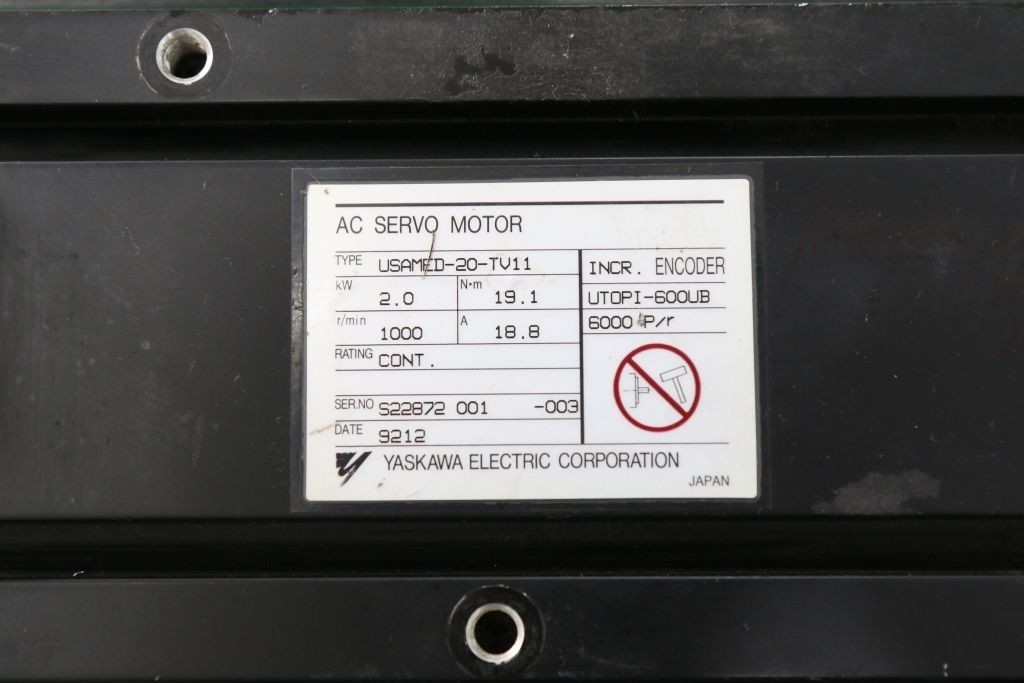 AC SERVO MOTOR
TYPE USAMED-20-TV11
kW 2.0 N·m 19.1
r/min 1000 A 18.8
RATING CONT.
SER.NO S22872 001 -003
DATE 9212
INCR. ENCODER
UTOPI-600UB
6000 P/r
YASKAWA ELECTRIC CORPORATION
JAPAN